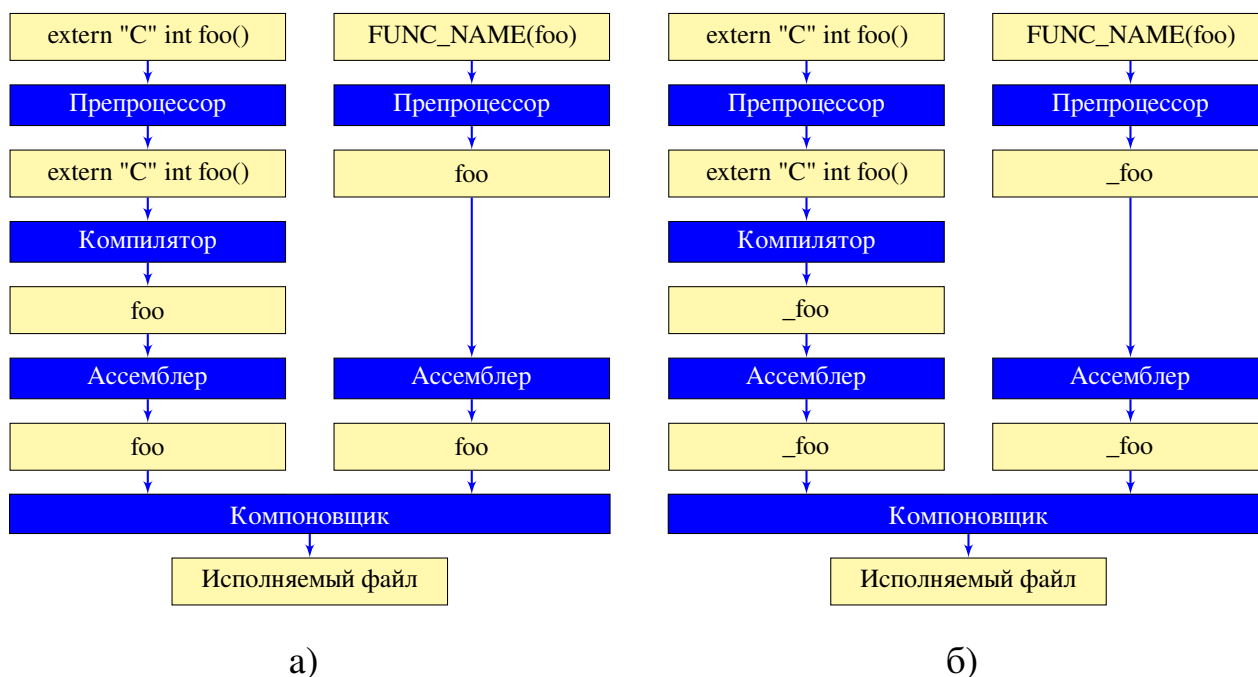 extern "C" int foo()
FUNC_NAME(foo)
Препроцессор
Препроцессор
extern "C" int foo()
foo
Компилятор
foo
Ассемблер
Ассемблер
foo
foo
Компоновщик
Исполняемый файл
а)
extern "C" int foo()
FUNC_NAME(foo)
Препроцессор
Препроцессор
extern "C" int foo()
_foo
Компилятор
_foo
Ассемблер
Ассемблер
_foo
_foo
Компоновщик
Исполняемый файл
б)